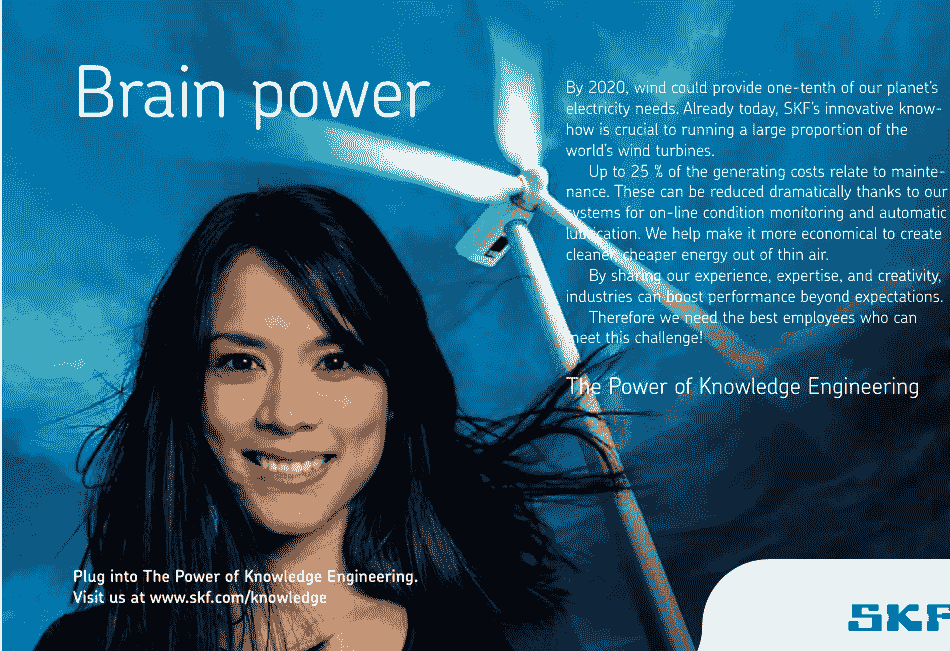 Brain power
By 2020, wind could provide one-tenth of our planet's
electricity needs. Already today, SKF's innovative know-
how is crucial to running a large proportion of the
world's wind turbines.
Up to 25 % of the generating costs relate to mainte-
nance. These can be reduced dramatically thanks to our
systems for on-line condition monitoring and automatic
lubrication. We help make it more economical to create
cleaner, cheaper energy out of thin air.
By sharing our experience, expertise, and creativity,
industries can boost performance beyond expectations.
Therefore we need the best employees who can
meet this challenge!
The Power of Knowledge Engineering
Plug into The Power of Knowledge Engineering.
Visit us at www.skf.com/knowledge
SKF